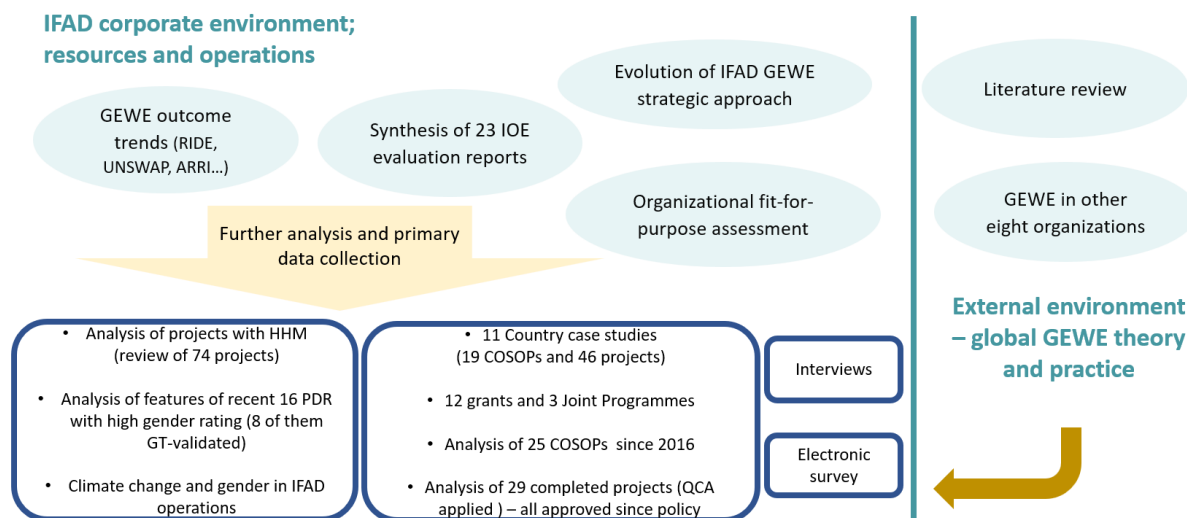 IFAD corporate environment;
resources and operations
GEWE outcome
trends (RIDE,
UNSWAP, ARRI...)
Synthesis of 23 IOE
evaluation reports
Evolution of IFAD GEWE
strategic approach
Organizational fit-for-
purpose assessment
Further analysis and primary
data collection
• Analysis of projects with HHM
(review of 74 projects)
• Analysis of features of recent 16 PDR
with high gender rating (8 of them
GT-validated)
• Climate change and gender in IFAD
operations
• 11 Country case studies
(19 COSOPs and 46 projects)
• 12 grants and 3 Joint Programmes
• Analysis of 25 COSOPs since 2016
• Analysis of 29 completed projects (QCA
applied ) – all approved since policy
Interviews
Electronic
survey
Literature review
GEWE in other
eight organizations
External environment
– global GEWE theory
and practice